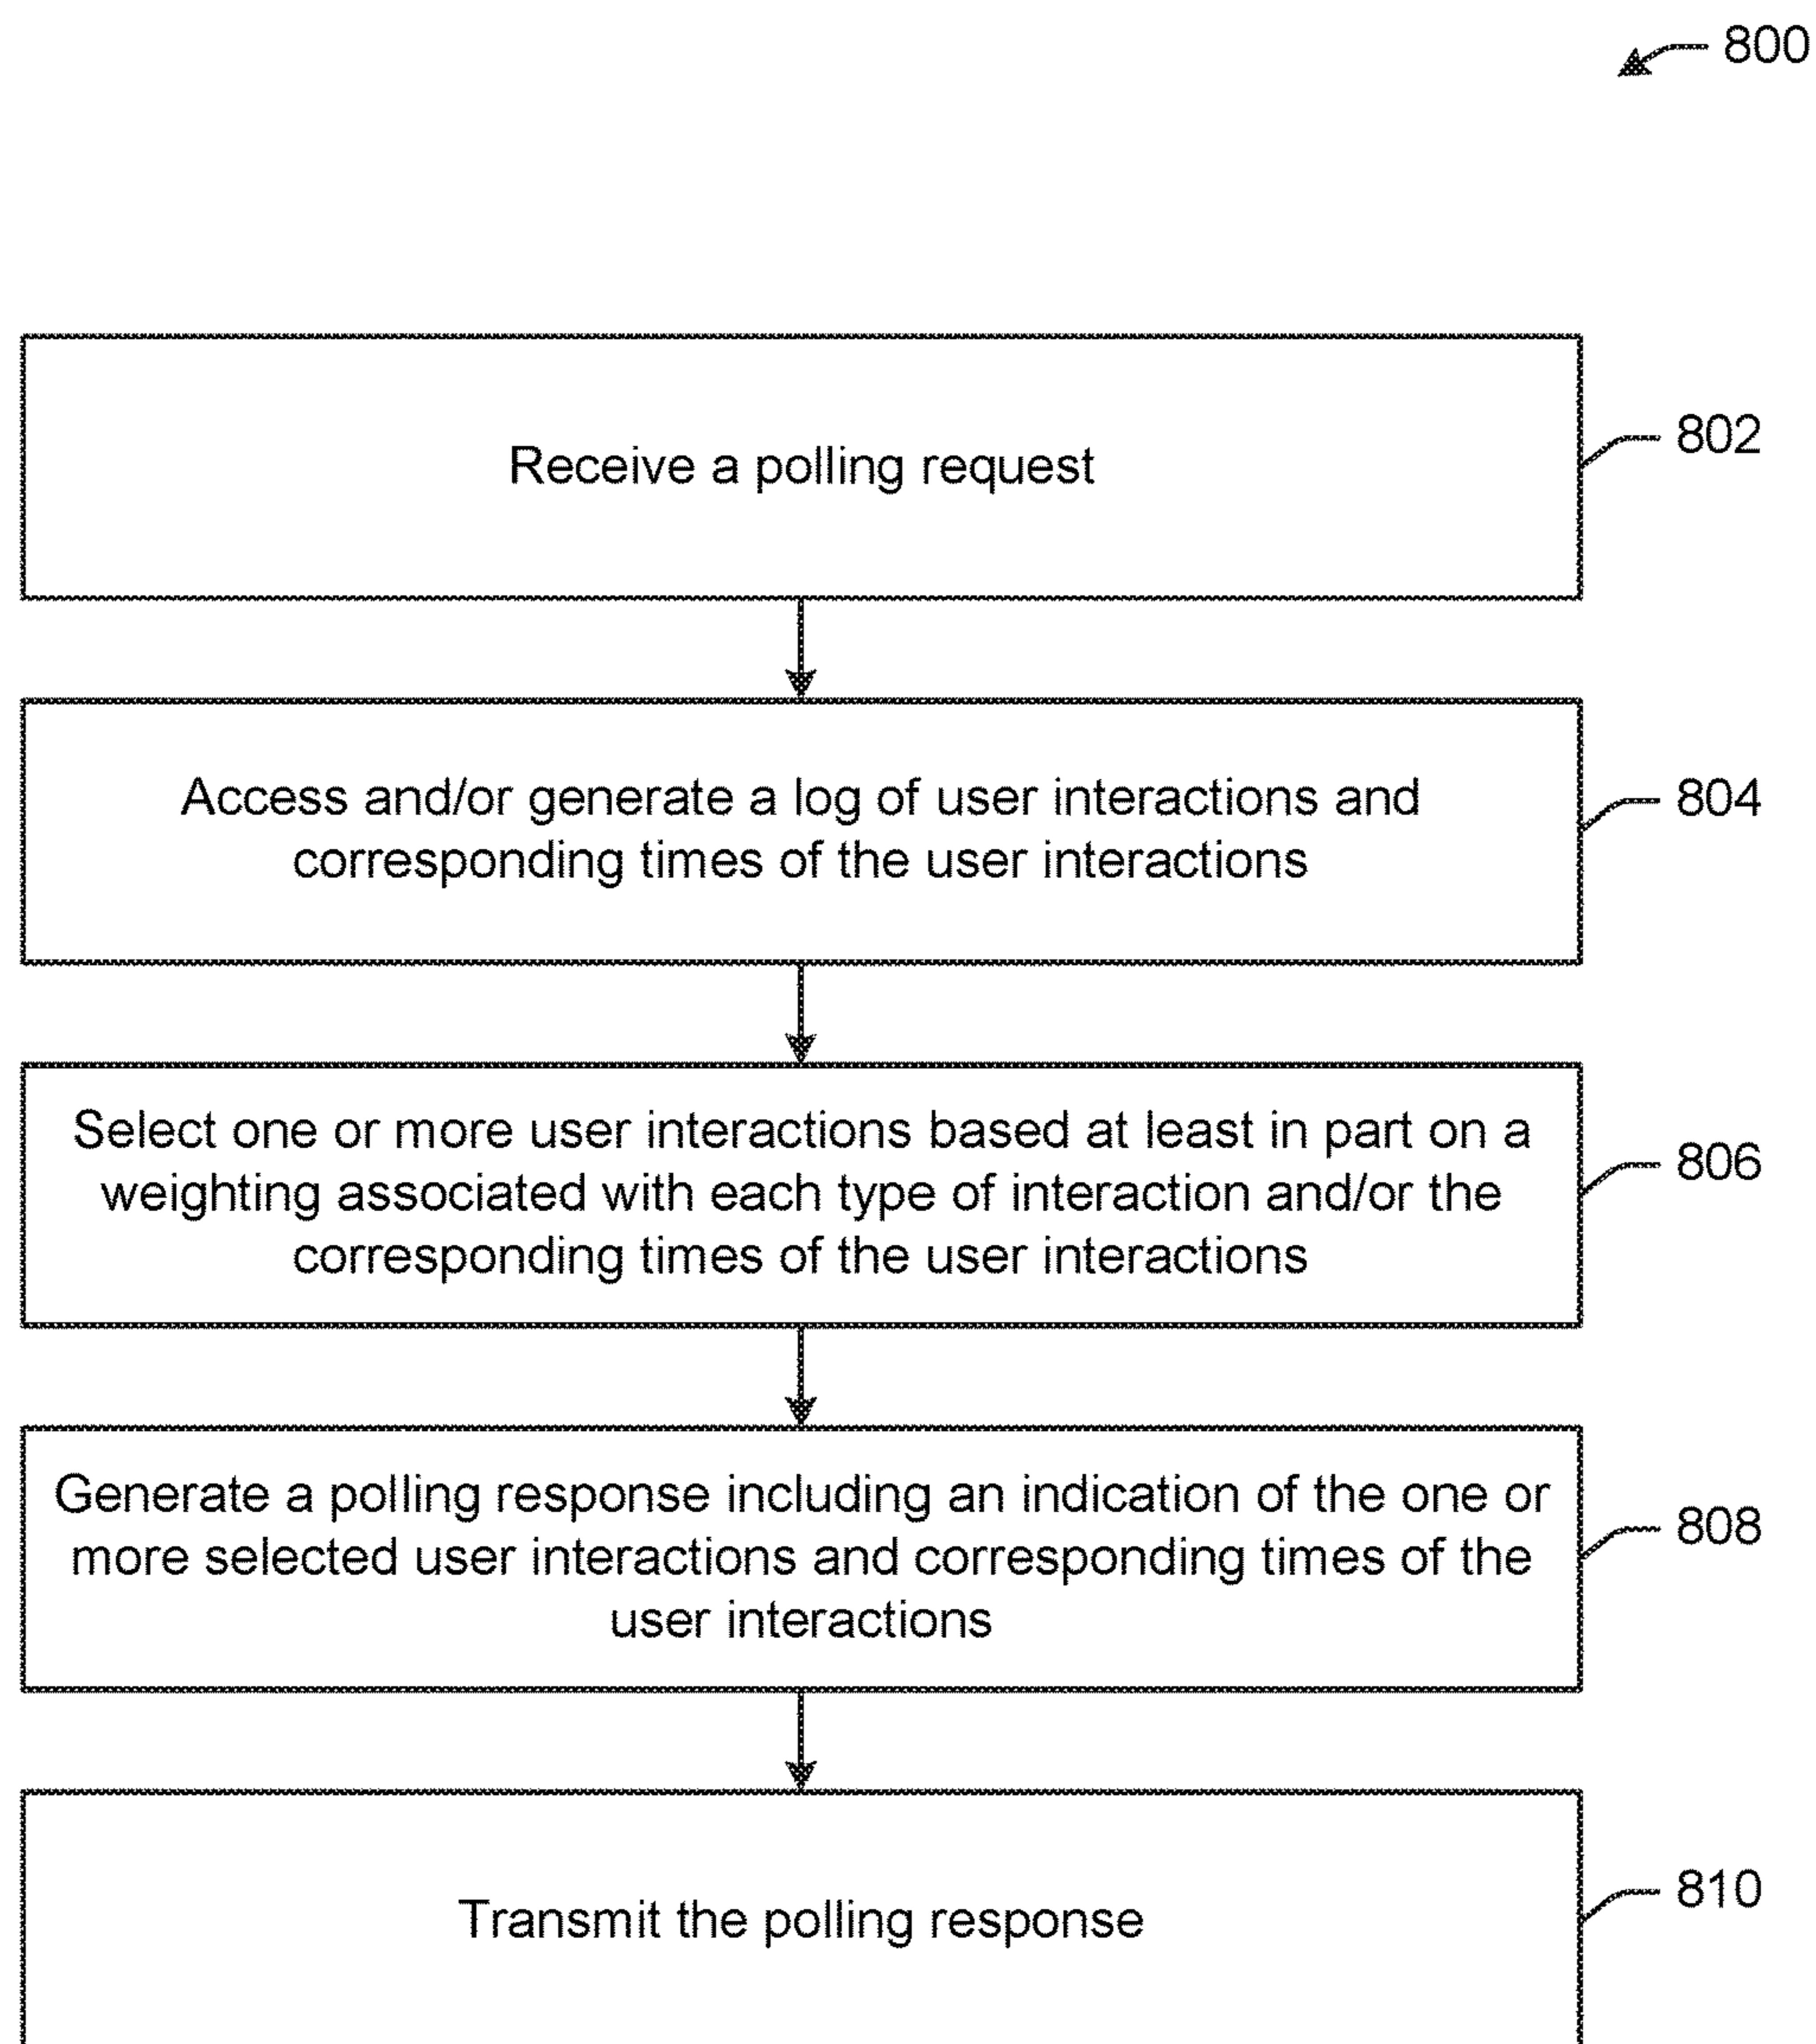 800
Receive a polling request
802
Access and/or generate a log of user interactions and
corresponding times of the user interactions
804
Select one or more user interactions based at least in part on a
weighting associated with each type of interaction and/or the
corresponding times of the user interactions
806
Generate a polling response including an indication of the one or
more selected user interactions and corresponding times of the
user interactions
808
Transmit the polling response
810